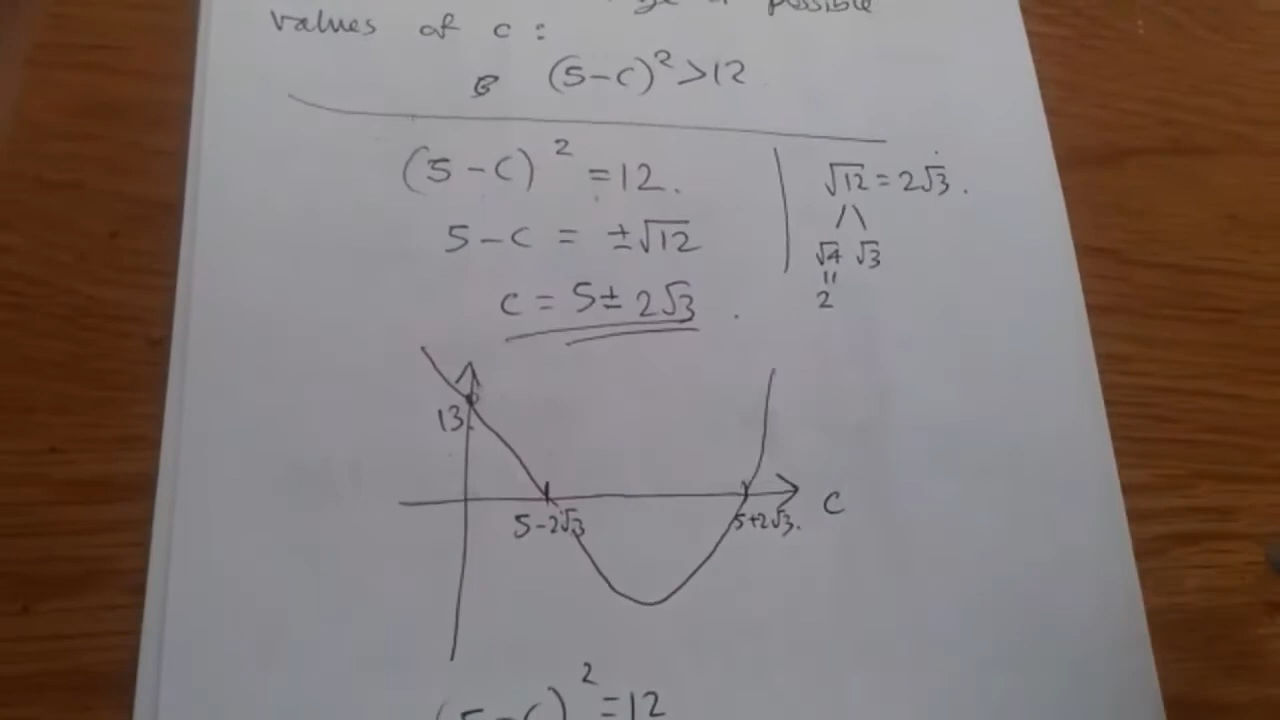 possible
values of c :
(5-c)² > 12
(5-c)² = 12.
5-c = ±√12
c = 5 ± 2√3 .
√12 = 2√3 .
√4 √3
"
2
13
5-2√3
5+2√3.
c
(5-c)² = 12